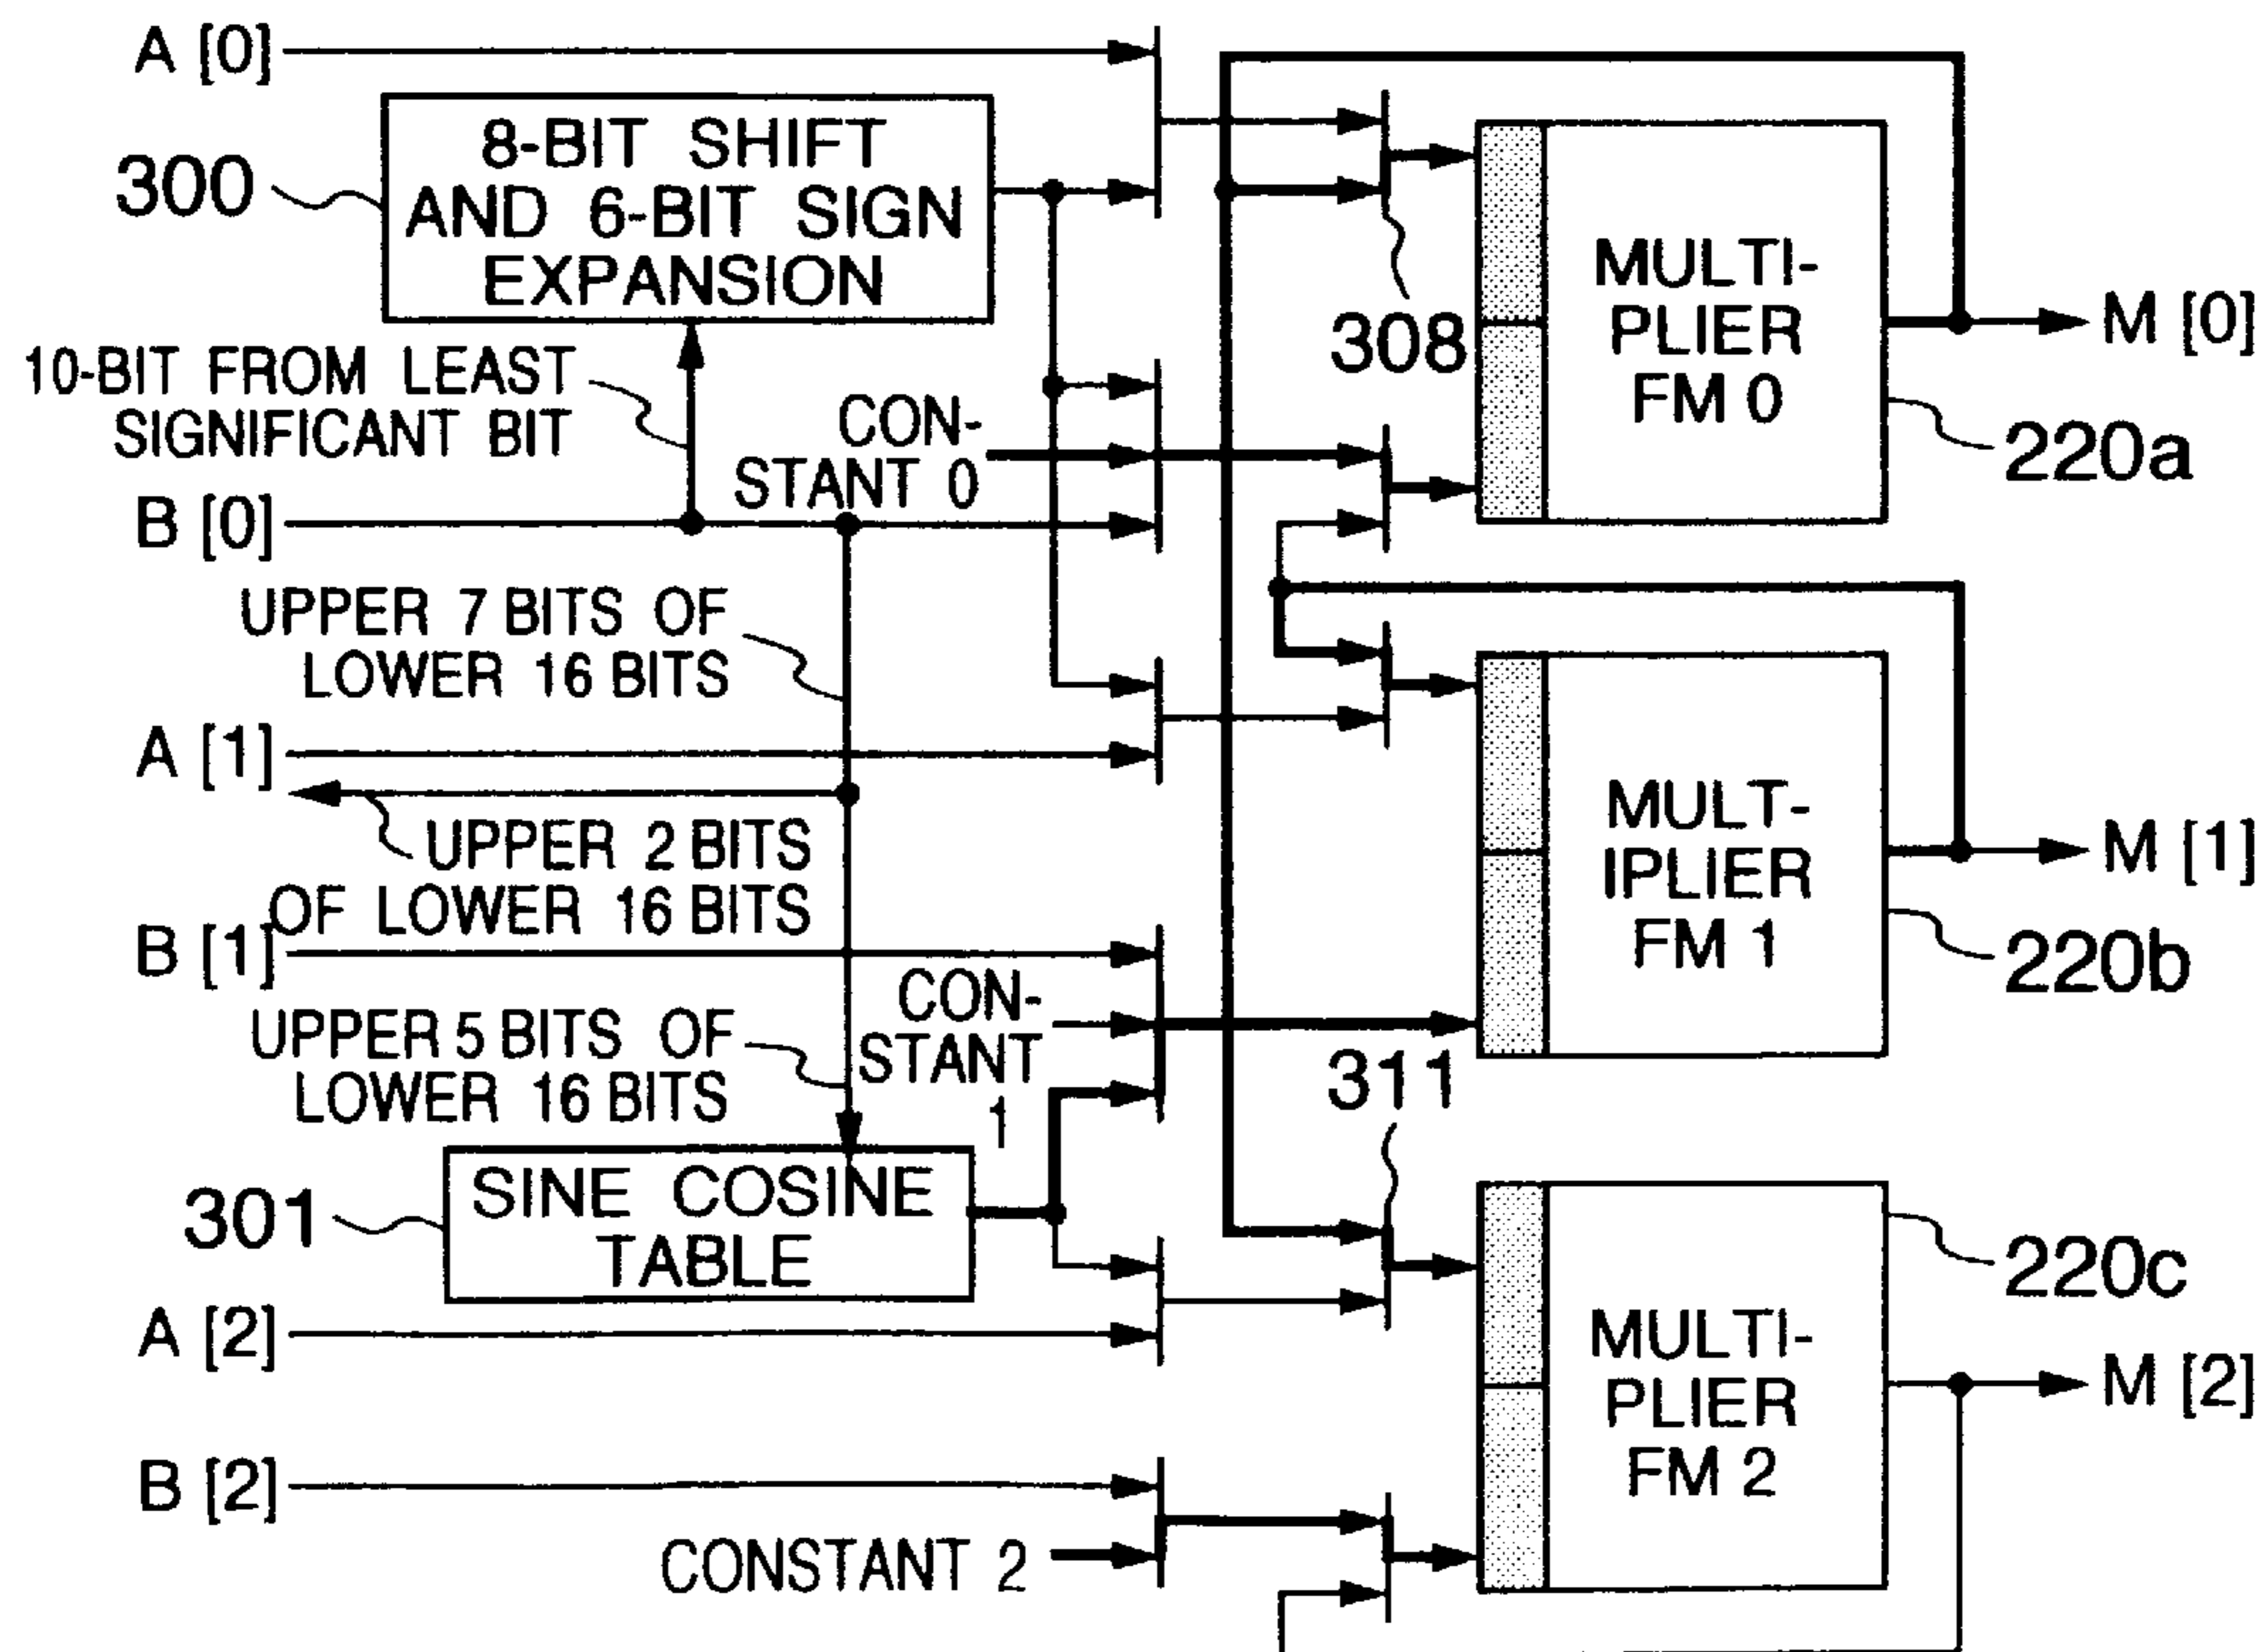 A [0]
8-BIT SHIFT
AND 6-BIT SIGN
EXPANSION
300
MULTI-
PLIER
FM 0
308
M [0]
10-BIT FROM LEAST
SIGNIFICANT BIT
CON-
STANT 0
220a
B [0]
UPPER 7 BITS OF
LOWER 16 BITS
A [1]
UPPER 2 BITS
OF LOWER 16 BITS
MULT-
IPLIER
FM 1
M [1]
B [1]
220b
CON-
STANT
1
UPPER 5 BITS OF
LOWER 16 BITS
311
SINE COSINE
TABLE
301
220c
A [2]
MULTI-
PLIER
FM 2
M [2]
B [2]
CONSTANT 2